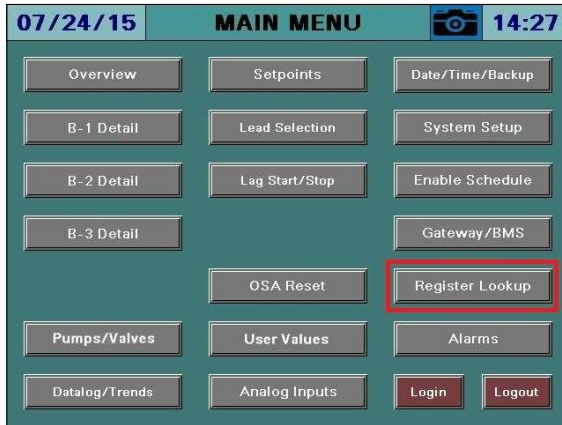 07/24/15 MAIN MENU 14:27
Overview Setpoints Date/Time/Backup
B-1 Detail Lead Selection System Setup
B-2 Detail Lag Start/Stop Enable Schedule
B-3 Detail Gateway/BMS
OSA Reset Register Lookup
Pumps/Valves User Values Alarms
Datalog/Trends Analog Inputs Login Logout